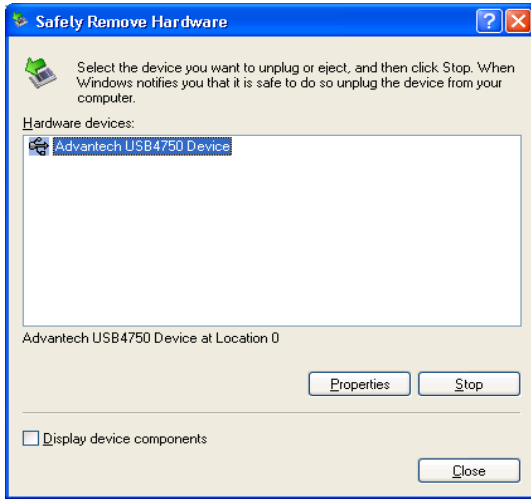 Safely Remove Hardware
Select the device you want to unplug or eject, and then click Stop. When
Windows notifies you that it is safe to do so unplug the device from your
computer.
Hardware devices:
Advantech USB4750 Device
Advantech USB4750 Device at Location 0
Properties Stop
Display device components
Close